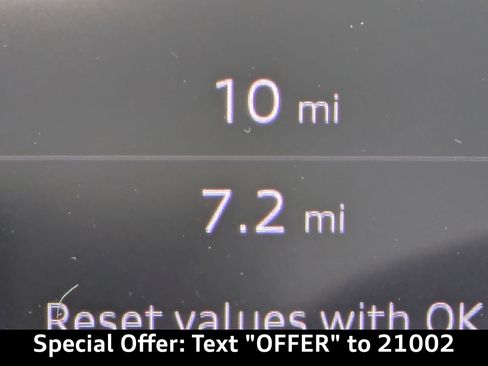 10 mi
7.2 mi
Reset values with OK
Special Offer: Text "OFFER" to 21002